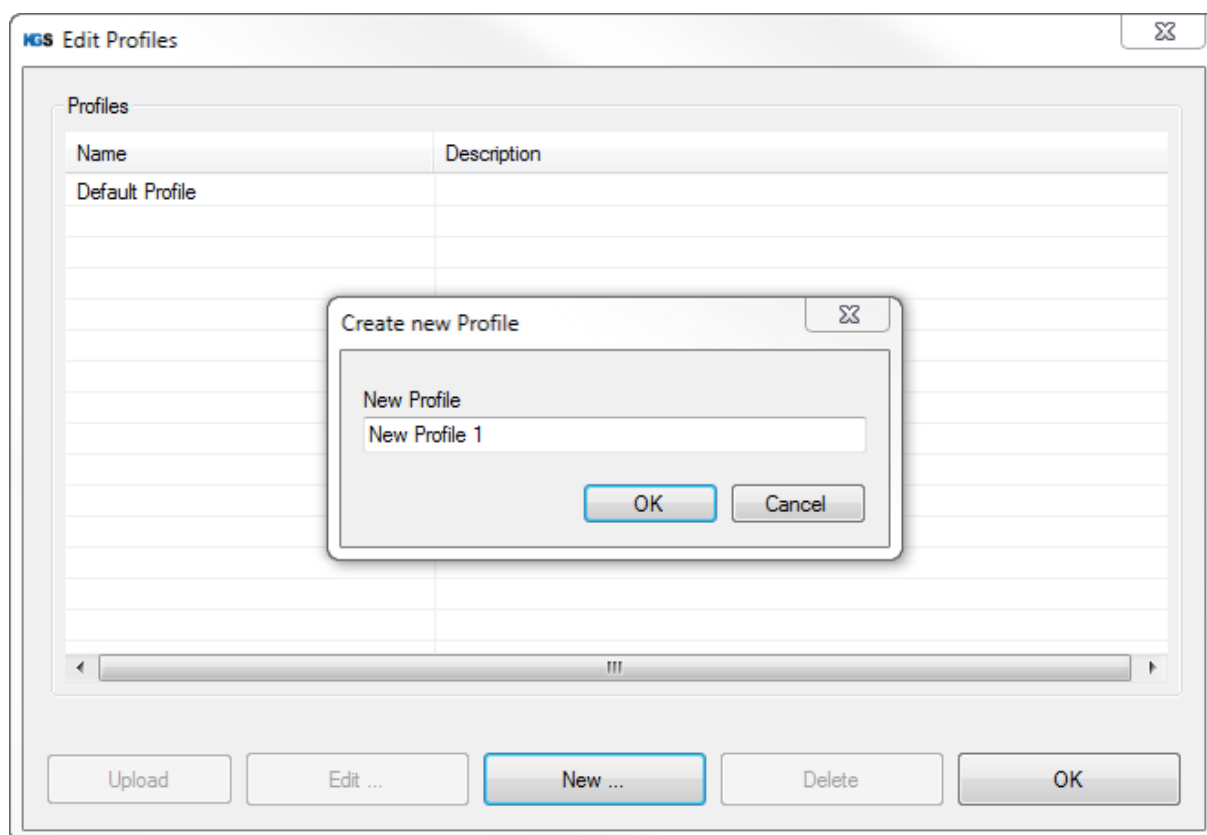 KGS Edit Profiles
Profiles
Name Description
Default Profile
Create new Profile
New Profile
New Profile 1
OK Cancel
Upload Edit ... New ... Delete OK